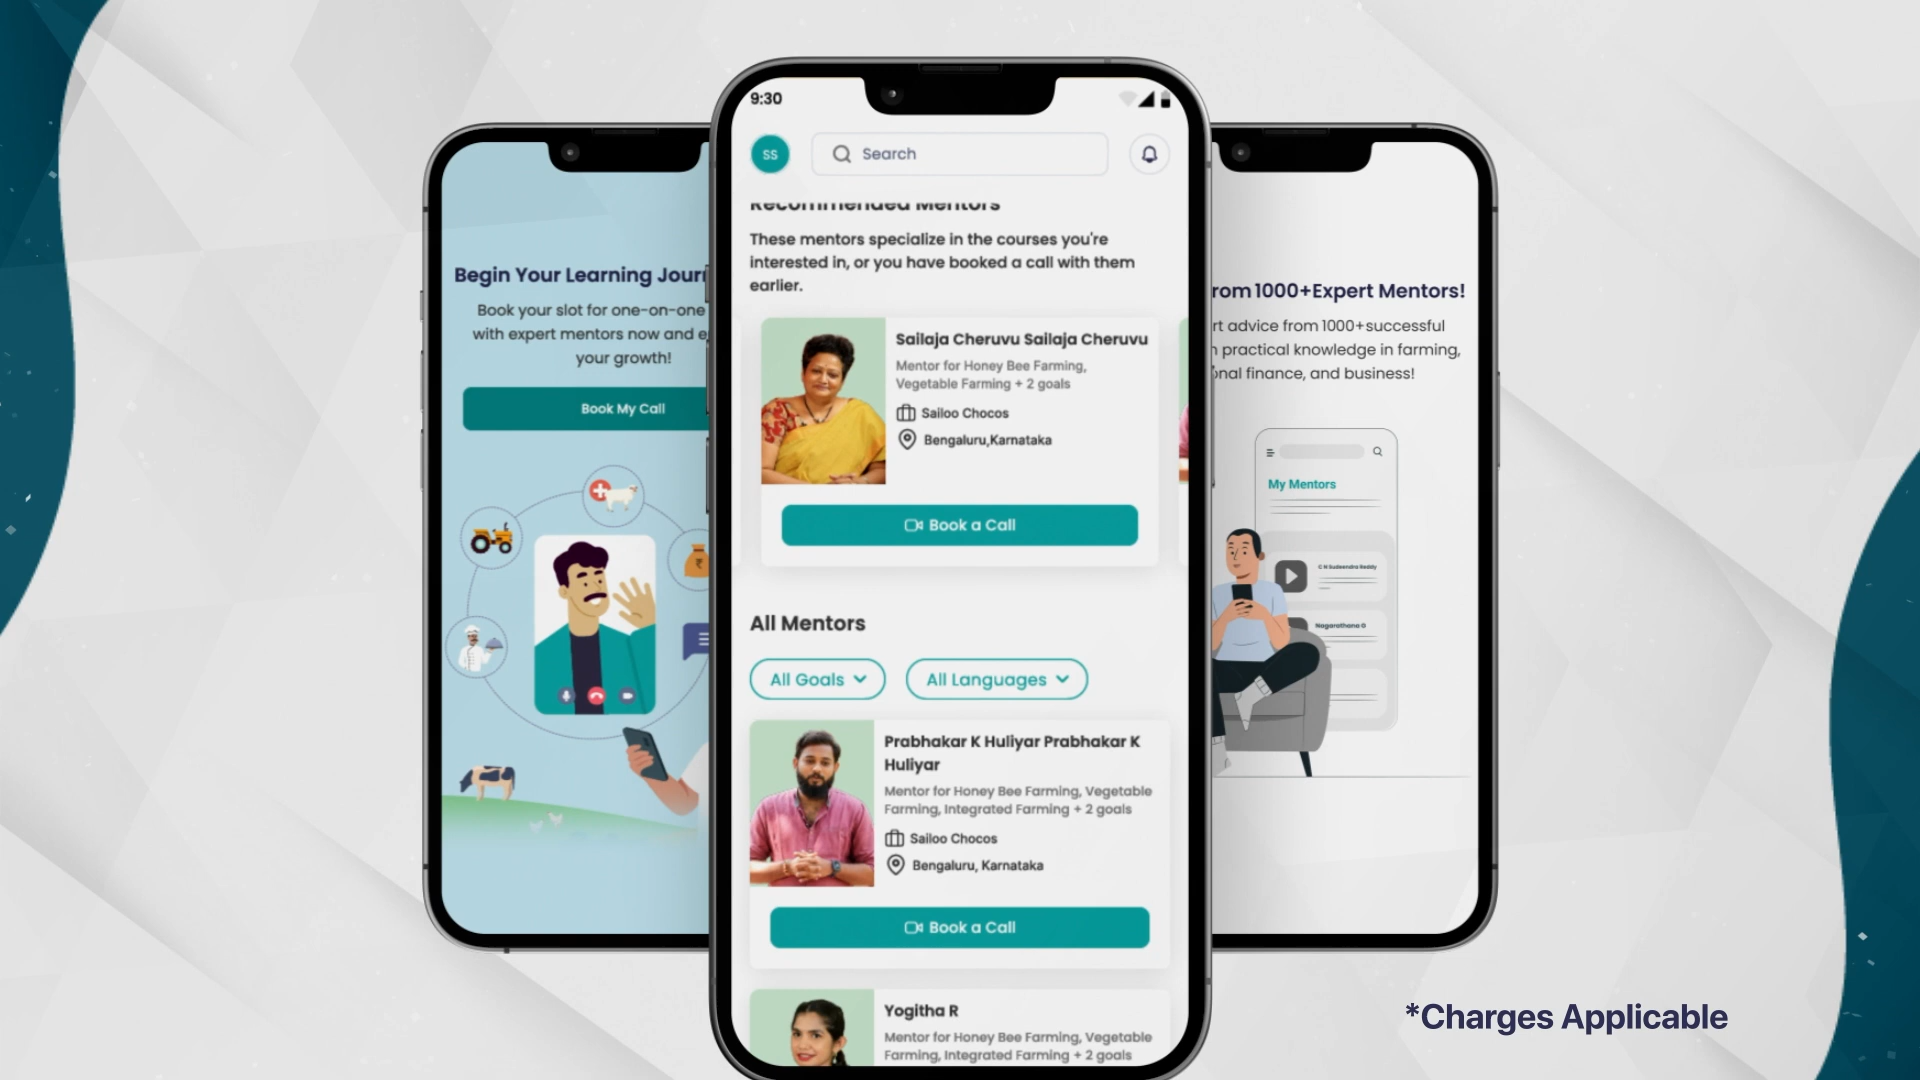 Begin Your Learning
Book your slot for one-on-one
with expert mentors now and
your growth!
Book My Call
9:30
SS
Search
Recommended Mentors
These mentors specialize in the courses you're
interested in, or you have booked a call with them
earlier.
Sailaja Cheruvu Sailaja Cheruvu
Mentor for Honey Bee Farming,
Vegetable Farming + 2 goals
Sailoo Chocos
Bengaluru,Karnataka
Book a Call
All Mentors
All Goals
All Languages
Prabhakar K Huliyar Prabhakar K
Huliyar
Mentor for Honey Bee Farming, Vegetable
Farming, Integrated Farming + 2 goals
Sailoo Chocos
Bengaluru, Karnataka
Book a Call
Yogitha R
Mentor for Honey Bee Farming, Vegetable
Farming, Integrated Farming + 2 goals
1000+Expert Mentors!
advice from 1000+successful
practical knowledge in farming,
finance, and business!
My Mentors
C N Sudeendra Reddy
Nagarathana G
*Charges Applicable